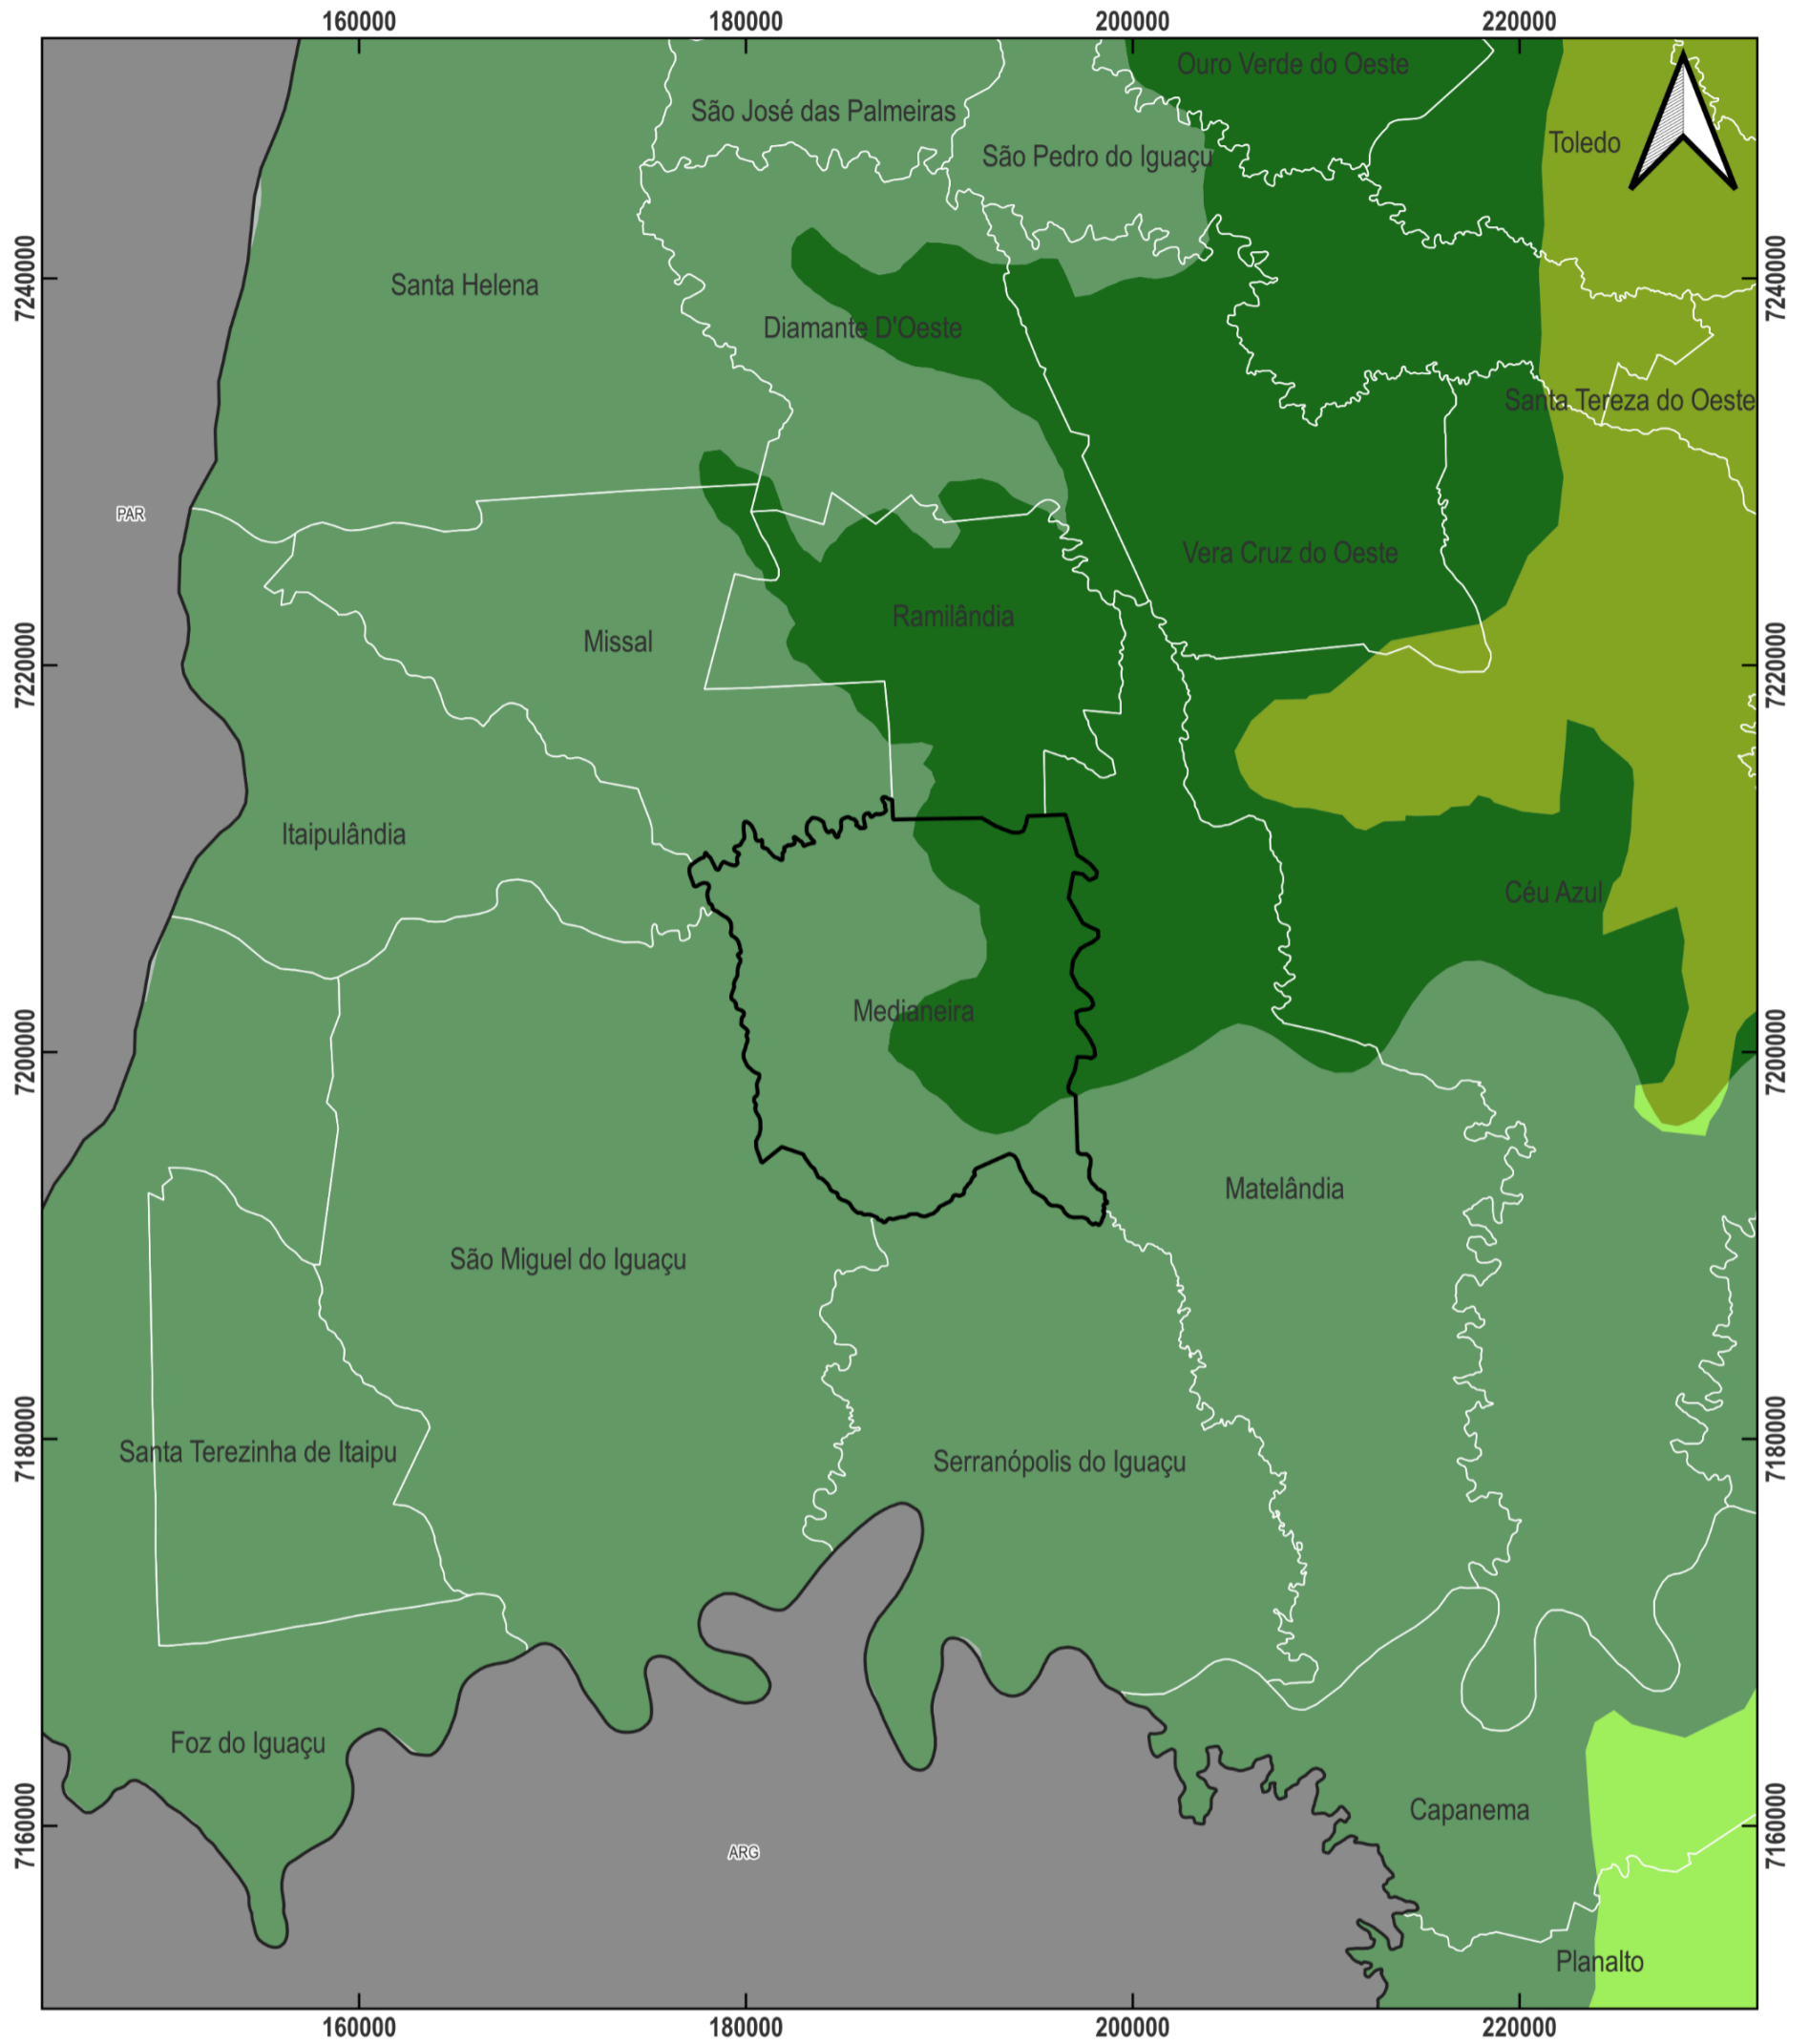 160000 180000 200000 220000
Ouro Verde do Oeste
São José das Palmeiras
Toledo
São Pedro do Iguaçu
7240000 7240000
Santa Helena
Diamante D'Oeste
Santa Tereza do Oeste
PAR
Vera Cruz do Oeste
Ramilândia
Missal
7220000 7220000
Itaipulândia
Céu Azul
Medianeira
7200000 7200000
Matelândia
São Miguel do Iguaçu
Santa Terezinha de Itaipu
7180000 7180000
Serranópolis do Iguaçu
Foz do Iguaçu
Capanema
7160000 7160000
ARG
Planalto
160000 180000 200000 220000